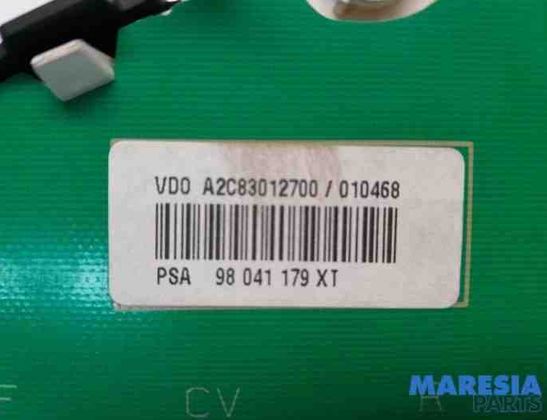 VDO A2C83012700 / 010468
PSA 98 041 179 XT
CV
MARESIA
PARTS